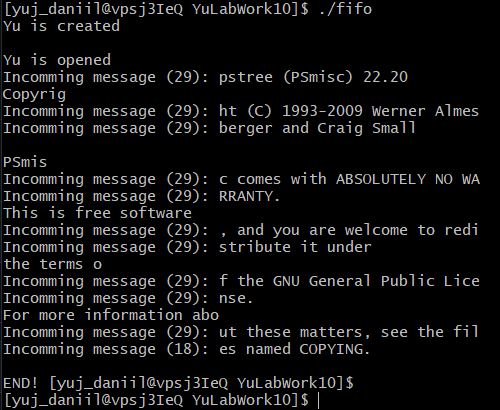 [yuj_daniil@vpsj3IeQ YuLabWork10]$ ./fifo
Yu is created
Yu is opened
Incomming message (29): pstree (PSmisc) 22.20
Copyrig
Incomming message (29): ht (C) 1993-2009 Werner Almes
Incomming message (29): berger and Craig Small
PSmis
Incomming message (29): c comes with ABSOLUTELY NO WA
Incomming message (29): RRANTY.
This is free software
Incomming message (29): , and you are welcome to redi
Incomming message (29): stribute it under
the terms o
Incomming message (29): f the GNU General Public Lice
Incomming message (29): nse.
For more information abo
Incomming message (29): ut these matters, see the fil
Incomming message (18): es named COPYING.
END! [yuj_daniil@vpsj3IeQ YuLabWork10]$
[yuj_daniil@vpsj3IeQ YuLabWork10]$